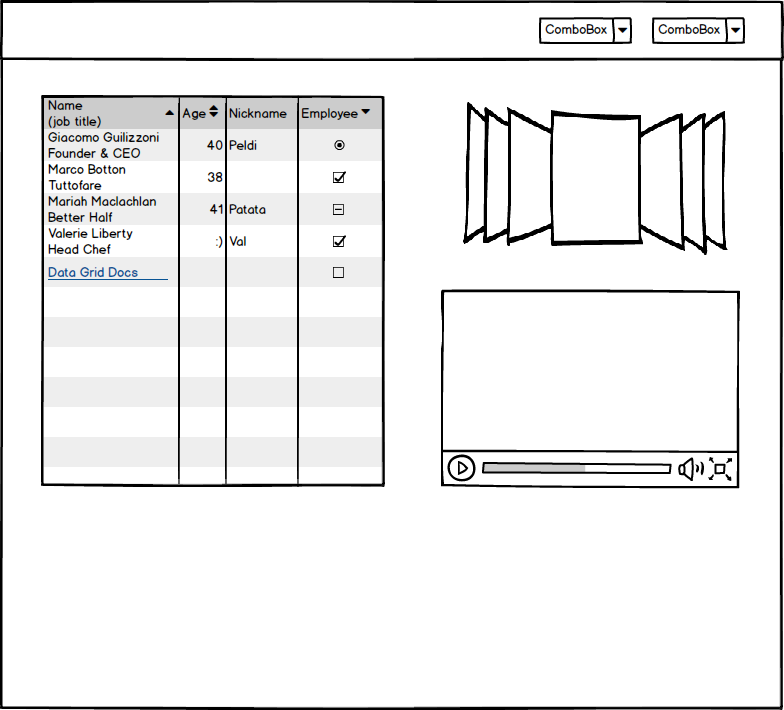 ComboBox ComboBox
Name
(job title) Age Nickname Employee
Giacomo Guilizzoni
Founder & CEO 40 Peldi
Marco Botton
Tuttofare 38
Mariah Maclachlan
Better Half 41 Patata
Valerie Liberty
Head Chef :) Val
Data Grid Docs